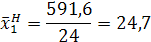 x̄₁ᴴ = 591,6 / 24 = 24,7